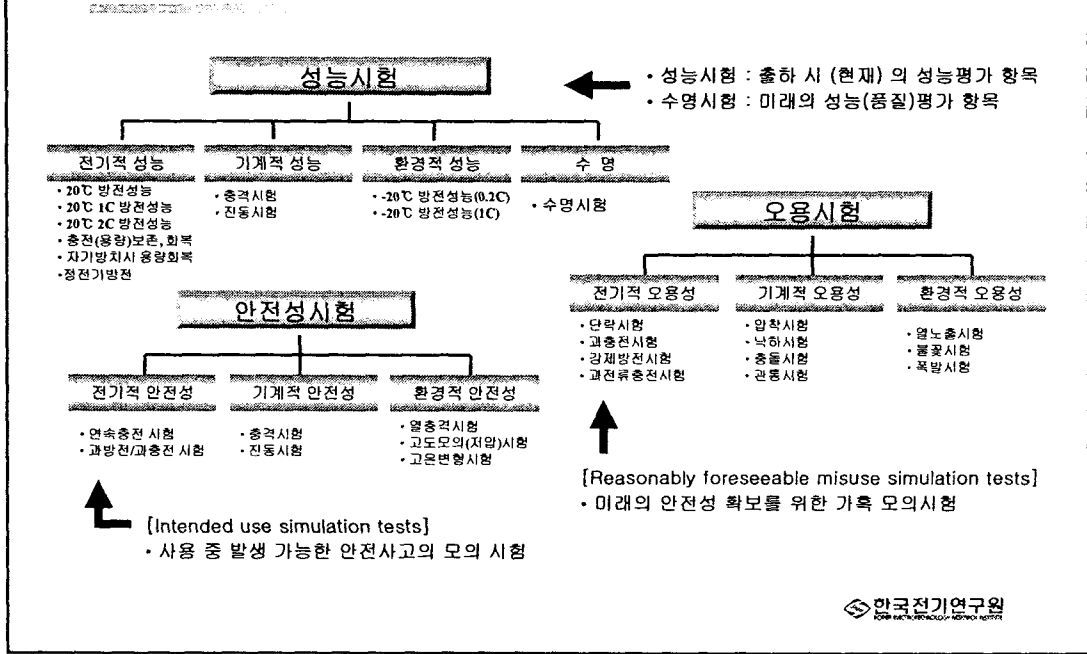 성능시험
• 성능시험 : 출하 시 (현재) 의 성능평가 항목
• 수명시험 : 미래의 성능(품질)평가 항목
전기적 성능
• 20℃ 방전성능
• 20℃ 1C 방전성능
• 20℃ 2C 방전성능
• 충전(용량)보존, 회복
• 자기방치시 용량회복
•정전기방전
기계적 성능
• 충격시험
• 진동시험
환경적 성능
• -20℃ 방전성능(0.2C)
• -20℃ 방전성능(1C)
수 명
• 수명시험
오용시험
전기적 오용성
• 단락시험
• 과충전시험
• 강제방전시험
• 과전류충전시험
기계적 오용성
• 압착시험
• 낙하시험
• 충돌시험
• 관통시험
환경적 오용성
• 열노출시험
• 불꽃시험
• 폭발시험
[Reasonably foreseeable misuse simulation tests]
• 미래의 안전성 확보를 위한 가혹 모의시험
안전성시험
전기적 안전성
• 연속충전 시험
• 과방전/과충전 시험
기계적 안전성
• 충격시험
• 진동시험
환경적 안전성
• 열충격시험
• 고도모의(저압)시험
• 고온변형시험
[Intended use simulation tests]
• 사용 중 발생 가능한 안전사고의 모의 시험
한국전기연구원
KOREA ELECTROTECHNOLOGY RESEARCH INSTITUTE